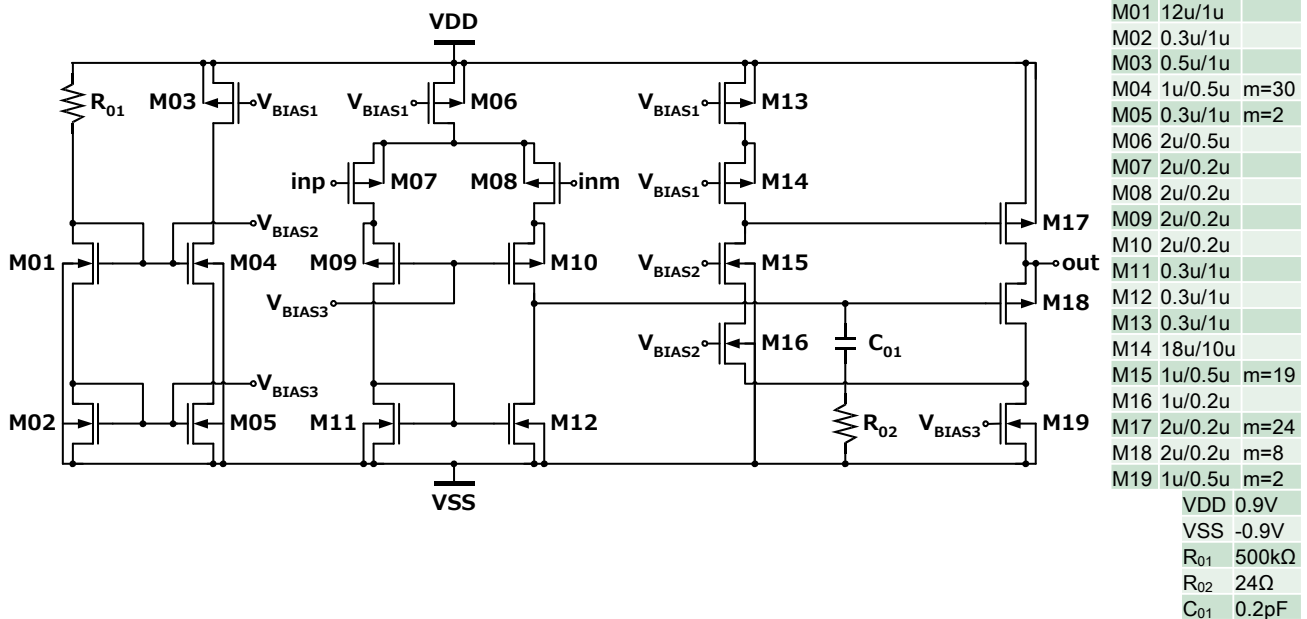 VDD
R01
M03
VBIAS1
VBIAS1
M06
VBIAS1
M13
inp
M07
M08
inm
VBIAS1
M14
M17
VBIAS2
M01
M04
M09
M10
VBIAS2
M15
out
VBIAS3
M18
VBIAS2
M16
C01
VBIAS3
M02
M05
M11
M12
R02
VBIAS3
M19
VSS
M01 12u/1u
M02 0.3u/1u
M03 0.5u/1u
M04 1u/0.5u m=30
M05 0.3u/1u m=2
M06 2u/0.5u
M07 2u/0.2u
M08 2u/0.2u
M09 2u/0.2u
M10 2u/0.2u
M11 0.3u/1u
M12 0.3u/1u
M13 0.3u/1u
M14 18u/10u
M15 1u/0.5u m=19
M16 1u/0.2u
M17 2u/0.2u m=24
M18 2u/0.2u m=8
M19 1u/0.5u m=2
VDD 0.9V
VSS -0.9V
R01 500kΩ
R02 24Ω
C01 0.2pF